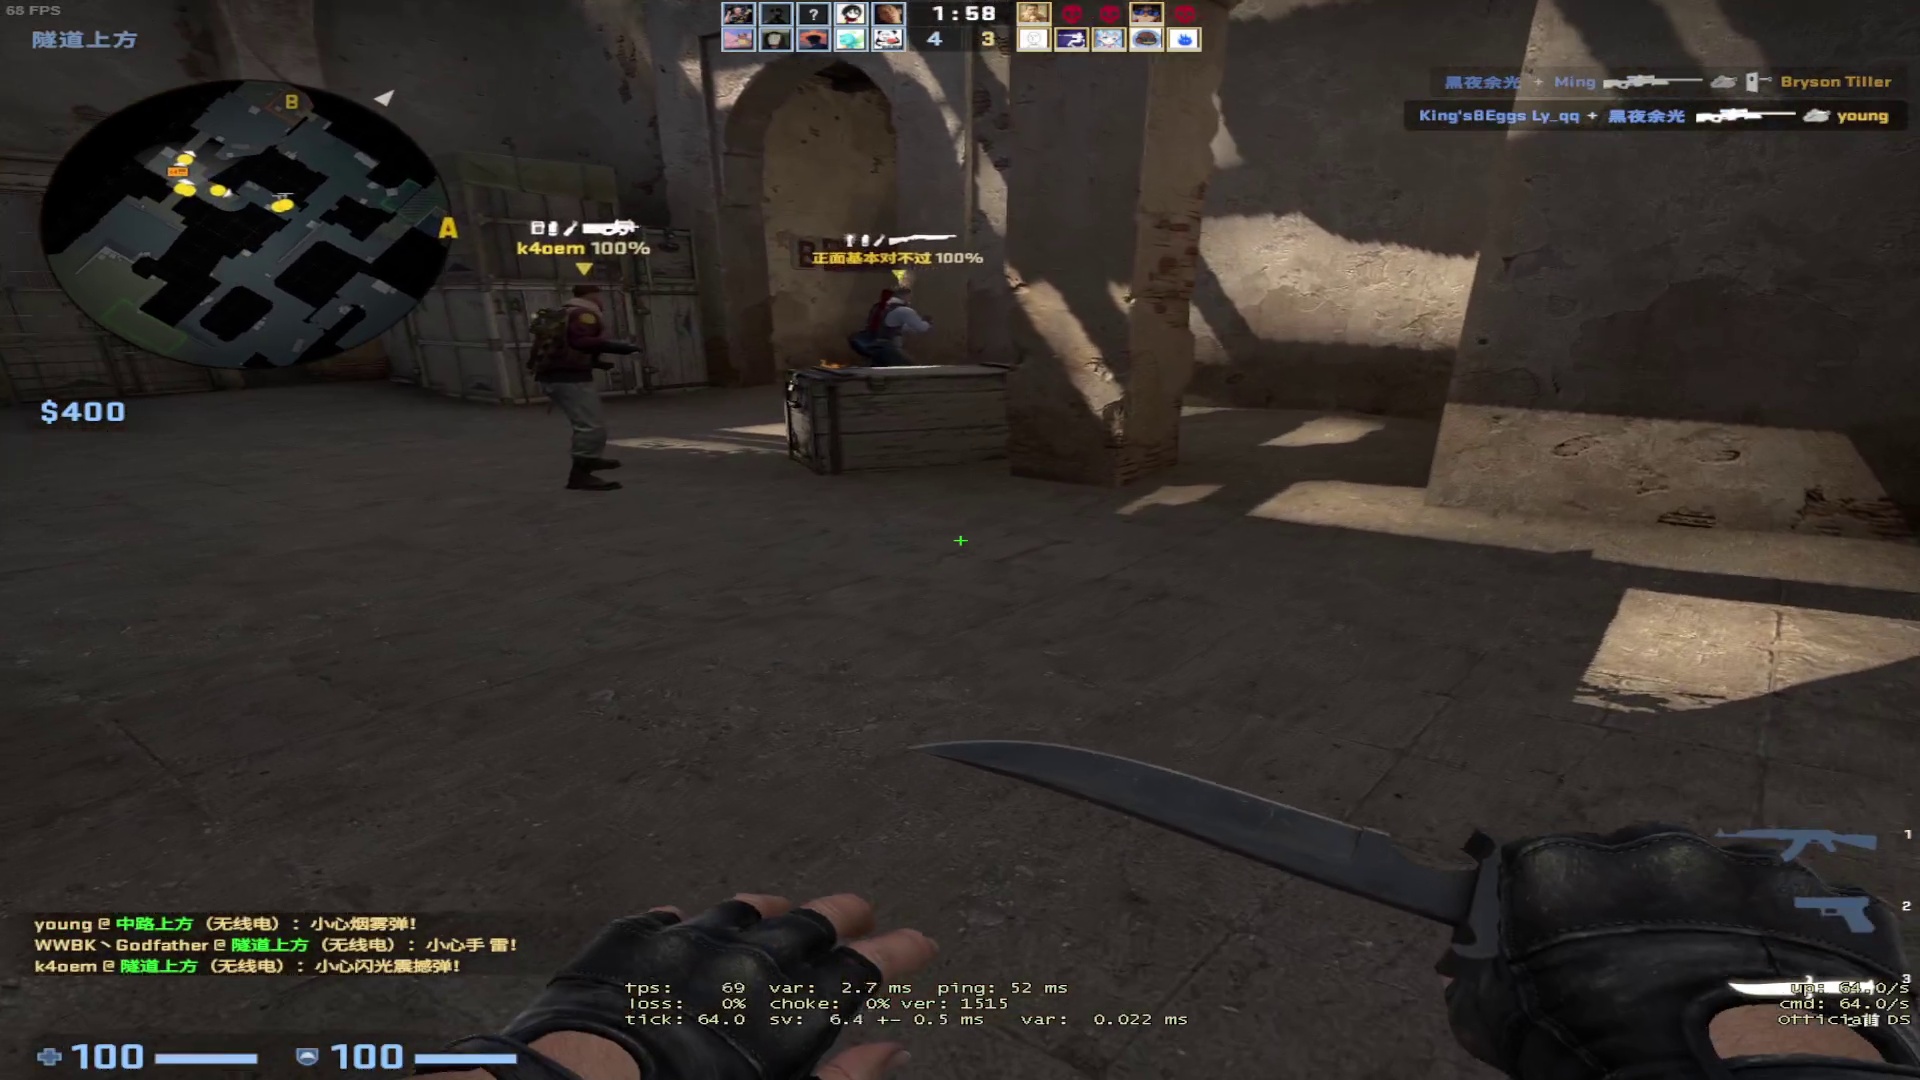 68 FPS
隧道上方
1:58
4 3
B
A
黑夜余光 + Ming Bryson Tiller
King's8Eggs Ly_qq + 黑夜余光 young
k4oem 100%
正面基本对不过 100%
$400
1
2
3
young @ 中路上方 (无线电) : 小心烟雾弹!
WWBK丶Godfather @ 隧道上方 (无线电) : 小心手 雷!
k4oem @ 隧道上方 (无线电) : 小心闪光震撼弹!
fps: 69 var: 2.7 ms ping: 52 ms
loss: 0% choke: 0% ver: 1515
tick: 64.0 sv: 6.4 +- 0.5 ms var: 0.022 ms
up: 64.0/s
cmd: 64.0/s
DS
100 100